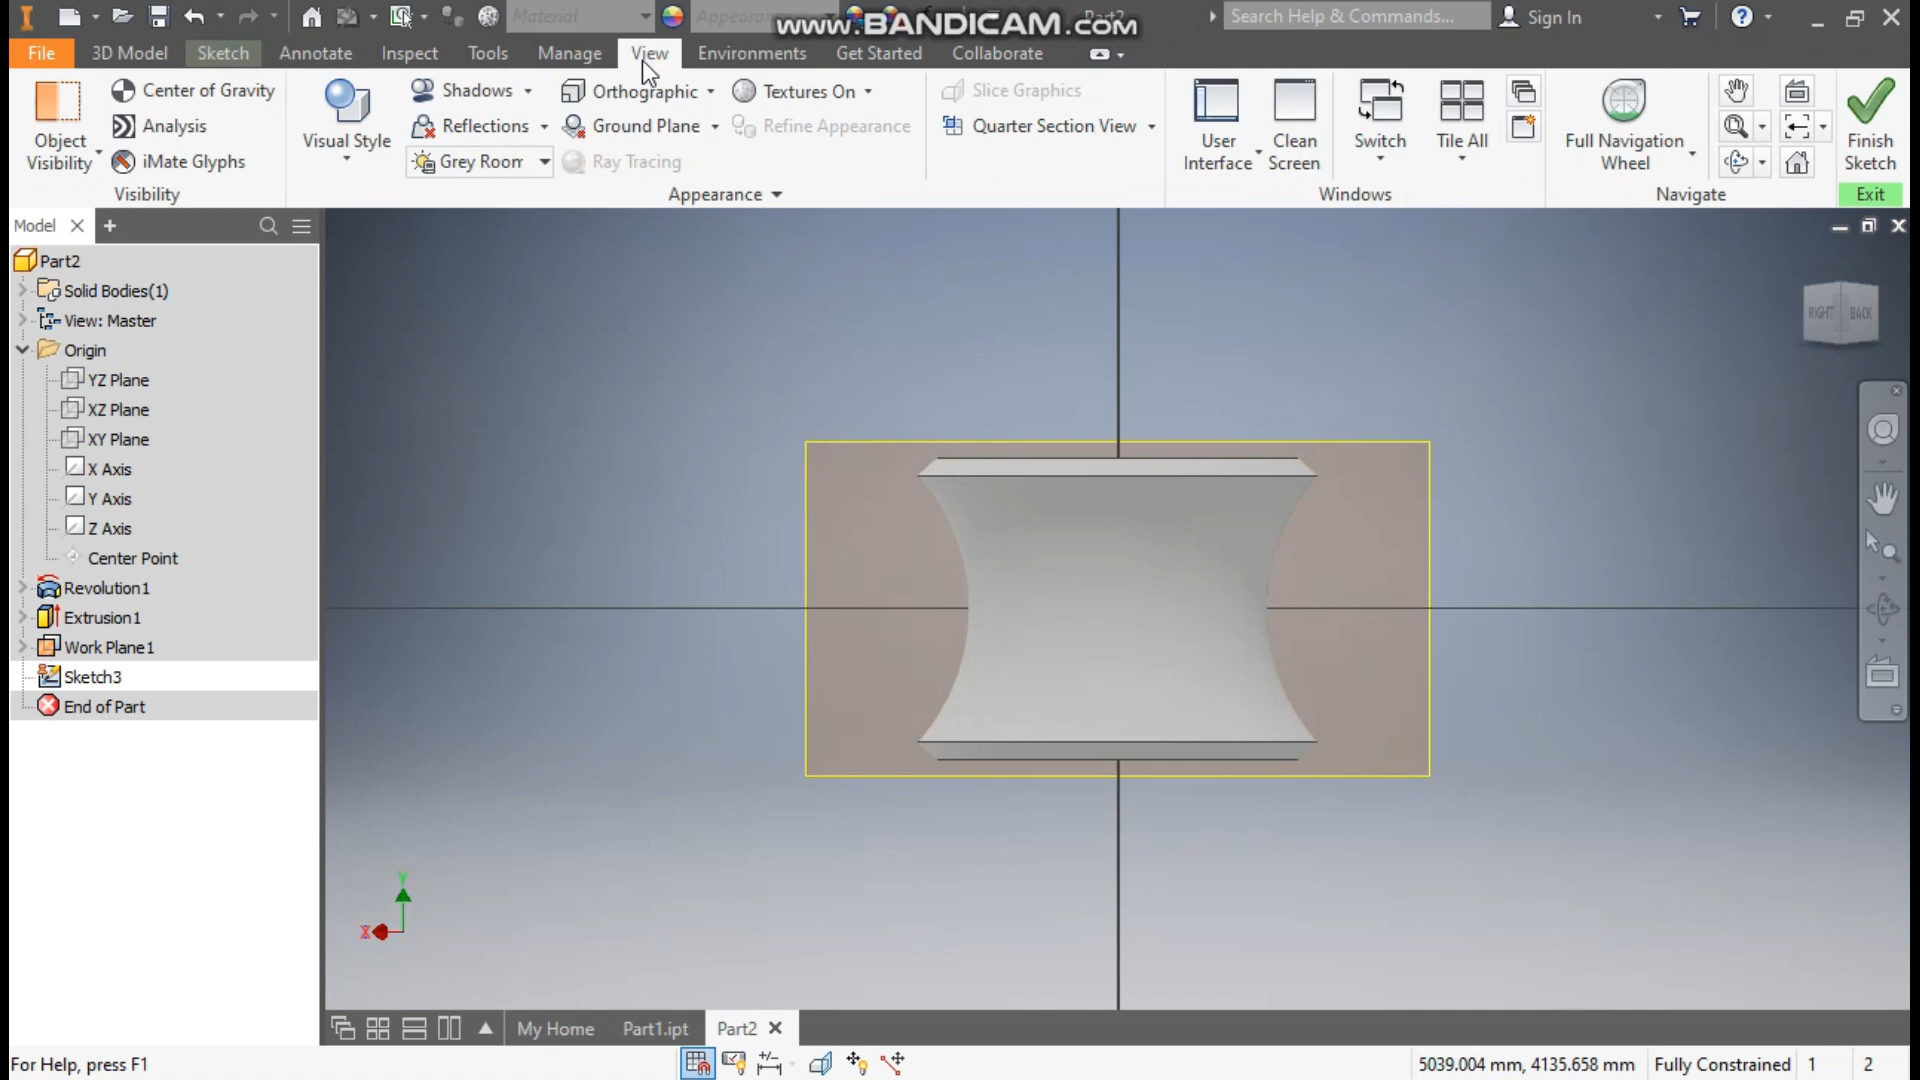 Material
Appearance
Part2
www.BANDICAM.com
Search Help & Commands...
Sign In
File
3D Model
Sketch
Annotate
Inspect
Tools
Manage
View
Environments
Get Started
Collaborate
Object Visibility
Center of Gravity
Analysis
iMate Glyphs
Visibility
Visual Style
Shadows
Reflections
Grey Room
Orthographic
Ground Plane
Ray Tracing
Textures On
Refine Appearance
Appearance
Slice Graphics
Quarter Section View
User Interface
Clean Screen
Switch
Tile All
Windows
Full Navigation Wheel
Navigate
Finish Sketch
Exit
Model
Part2
Solid Bodies(1)
View: Master
Origin
YZ Plane
XZ Plane
XY Plane
X Axis
Y Axis
Z Axis
Center Point
Revolution1
Extrusion1
Work Plane1
Sketch3
End of Part
RIGHT
BACK
Y
X
My Home
Part1.ipt
Part2
For Help, press F1
5039.004 mm, 4135.658 mm
Fully Constrained
1
2